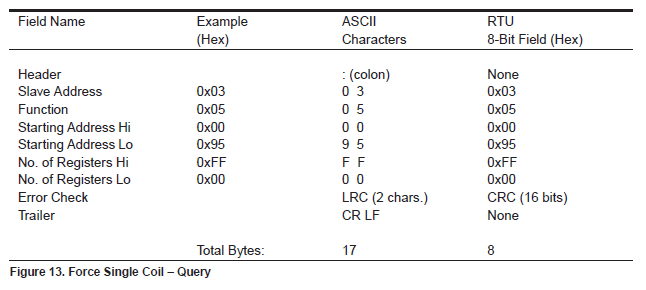 Field Name Example ASCII RTU
(Hex) Characters 8-Bit Field (Hex)
Header : (colon) None
Slave Address 0x03 0 3 0x03
Function 0x05 0 5 0x05
Starting Address Hi 0x00 0 0 0x00
Starting Address Lo 0x95 9 5 0x95
No. of Registers Hi 0xFF F F 0xFF
No. of Registers Lo 0x00 0 0 0x00
Error Check LRC (2 chars.) CRC (16 bits)
Trailer CR LF None
Total Bytes: 17 8
Figure 13. Force Single Coil – Query